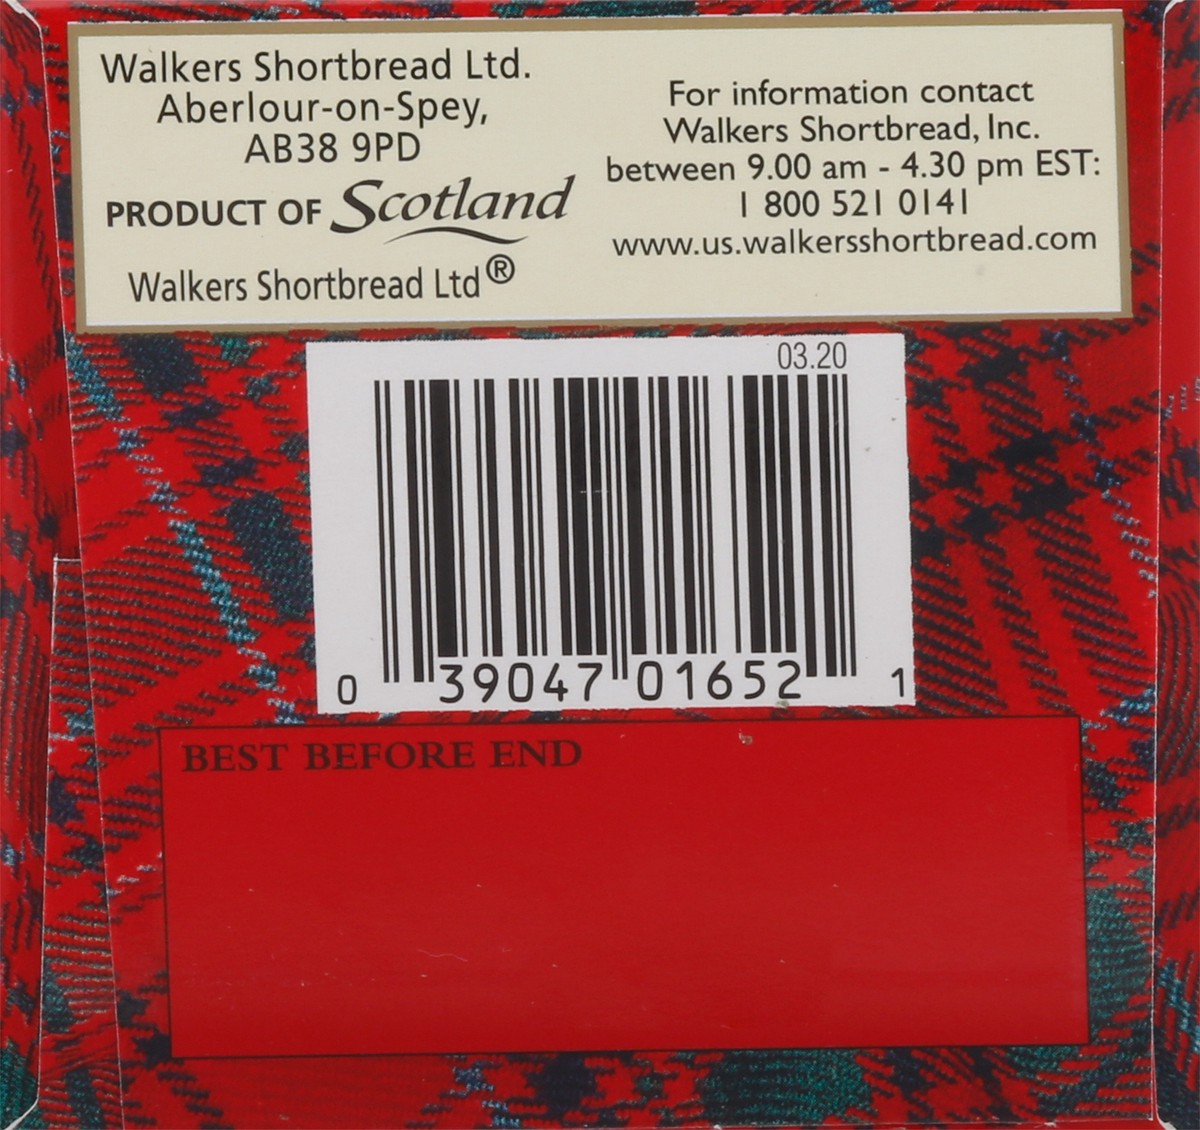 Walkers Shortbread Ltd.
Aberlour-on-Spey,
AB38 9PD
PRODUCT OF Scotland
Walkers Shortbread Ltd®
For information contact
Walkers Shortbread, Inc.
between 9.00 am - 4.30 pm EST:
1 800 521 0141
www.us.walkersshortbread.com
03.20
0 39047 01652 1
BEST BEFORE END